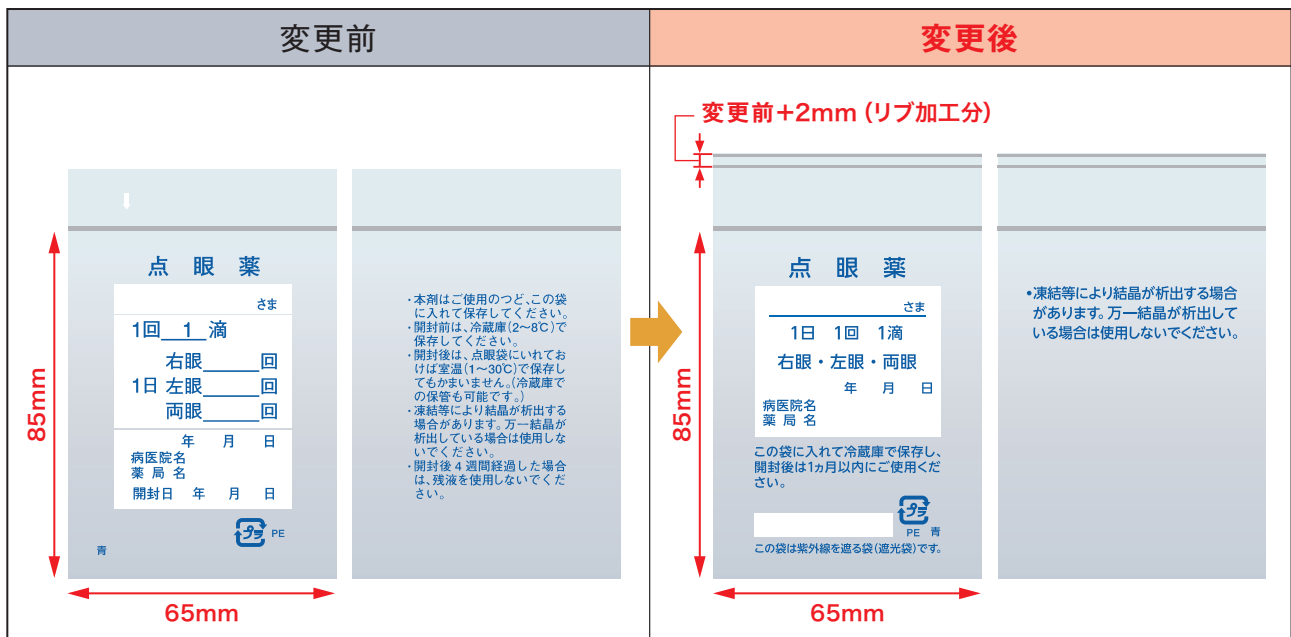 変更前
変更後
変更前+2mm(リブ加工分)
85mm
点 眼 薬
さま
1回 1 滴
右眼 回
1日 左眼 回
両眼 回
年 月 日
病医院名
薬 局 名
開封日 年 月 日
プラ PE
青
65mm
・本剤はご使用のつど、この袋
に入れて保存してください。
・開封前は、冷蔵庫(2~8℃)で
保存してください。
・開封後は、点眼袋にいれてお
けば室温(1~30℃)で保存し
てもかまいません。(冷蔵庫で
の保管も可能です。)
・凍結等により結晶が析出する
場合があります。万一結晶が
析出している場合は使用しな
いでください。
・開封後4週間経過した場合
は、残液を使用しないでくだ
さい。
85mm
点 眼 薬
さま
1日 1回 1滴
右眼・左眼・両眼
年 月 日
病医院名
薬 局 名
この袋に入れて冷蔵庫で保存し、
開封後は1ヵ月以内にご使用くだ
さい。
プラ
PE 青
この袋は紫外線を遮る袋(遮光袋)です。
65mm
•凍結等により結晶が析出する場合
があります。万一結晶が析出して
いる場合は使用しないでください。